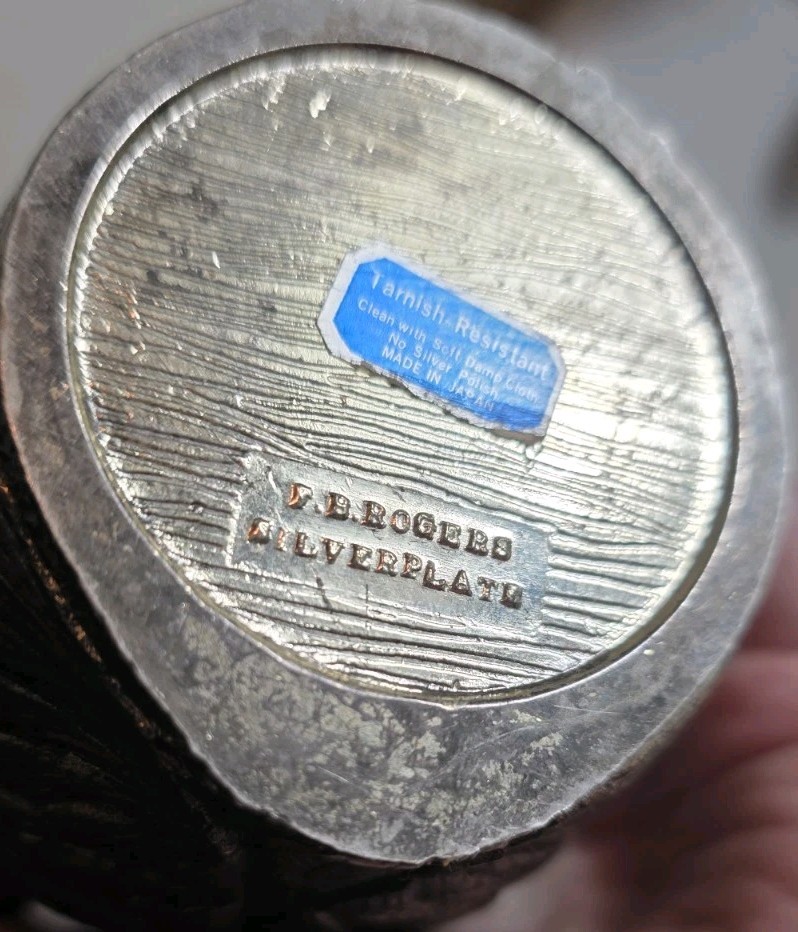 Tarnish-Resistant
Clean with Soft Damp Cloth
No Silver Polish
MADE IN JAPAN
F.B.ROGERS
SILVERPLATE